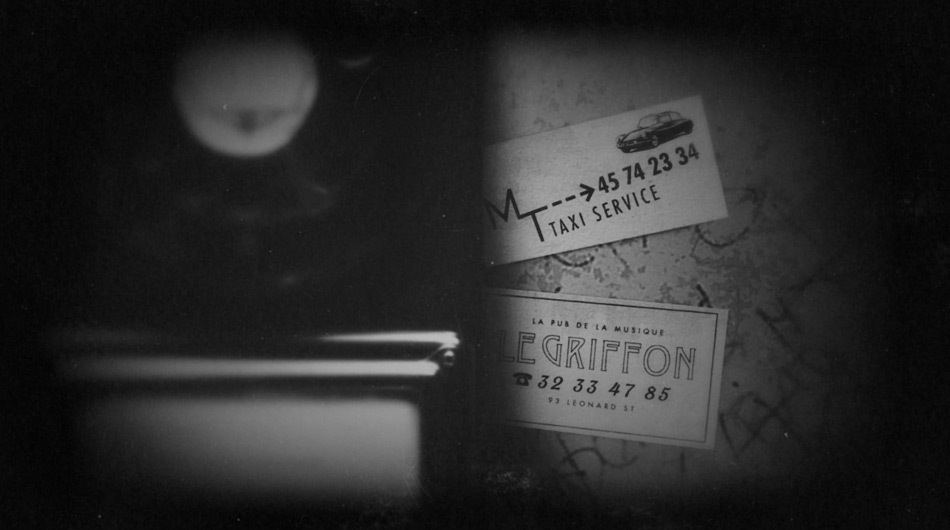 MT 45 74 23 34
TAXI SERVICE
LA PUB DE LA MUSIQUE
LE GRIFFON
32 33 47 85
93 LEONARD ST